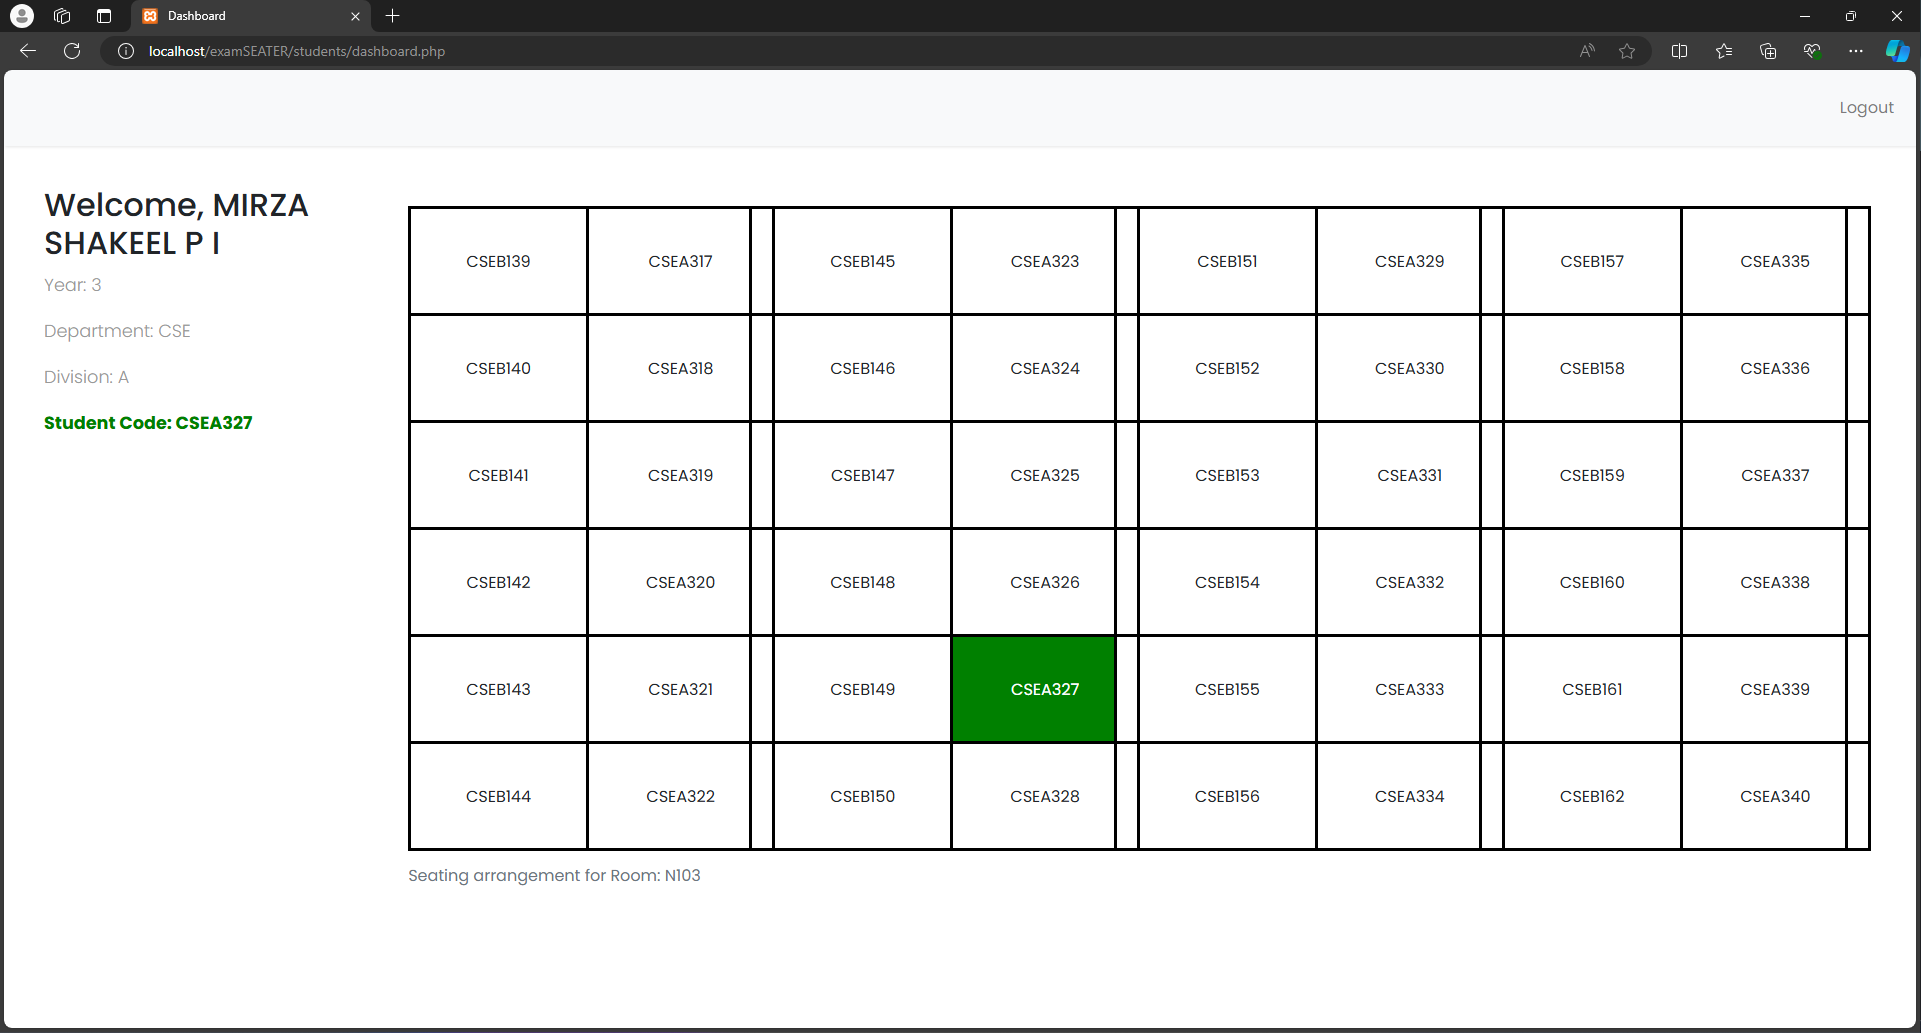 Dashboard
localhost/examSEATER/students/dashboard.php
Logout
Welcome, MIRZA
SHAKEEL P I
Year: 3
Department: CSE
Division: A
Student Code: CSEA327
CSEB139 CSEA317 CSEB145 CSEA323 CSEB151 CSEA329 CSEB157 CSEA335
CSEB140 CSEA318 CSEB146 CSEA324 CSEB152 CSEA330 CSEB158 CSEA336
CSEB141 CSEA319 CSEB147 CSEA325 CSEB153 CSEA331 CSEB159 CSEA337
CSEB142 CSEA320 CSEB148 CSEA326 CSEB154 CSEA332 CSEB160 CSEA338
CSEB143 CSEA321 CSEB149 CSEA327 CSEB155 CSEA333 CSEB161 CSEA339
CSEB144 CSEA322 CSEB150 CSEA328 CSEB156 CSEA334 CSEB162 CSEA340
Seating arrangement for Room: N103